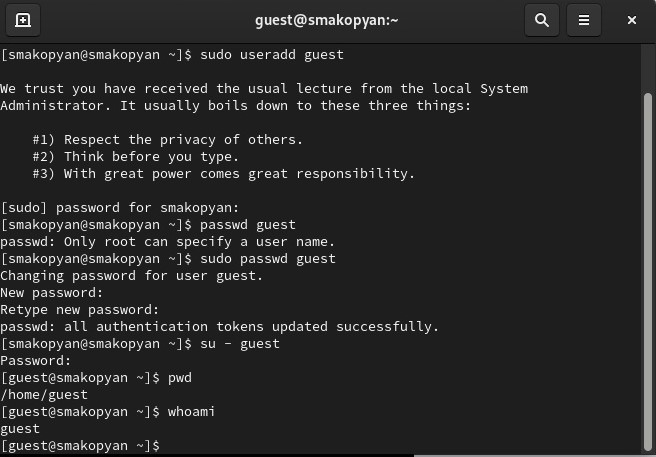 guest@smakopyan:~
[smakopyan@smakopyan ~]$ sudo useradd guest
We trust you have received the usual lecture from the local System
Administrator. It usually boils down to these three things:
#1) Respect the privacy of others.
#2) Think before you type.
#3) With great power comes great responsibility.
[sudo] password for smakopyan:
[smakopyan@smakopyan ~]$ passwd guest
passwd: Only root can specify a user name.
[smakopyan@smakopyan ~]$ sudo passwd guest
Changing password for user guest.
New password:
Retype new password:
passwd: all authentication tokens updated successfully.
[smakopyan@smakopyan ~]$ su - guest
Password:
[guest@smakopyan ~]$ pwd
/home/guest
[guest@smakopyan ~]$ whoami
guest
[guest@smakopyan ~]$